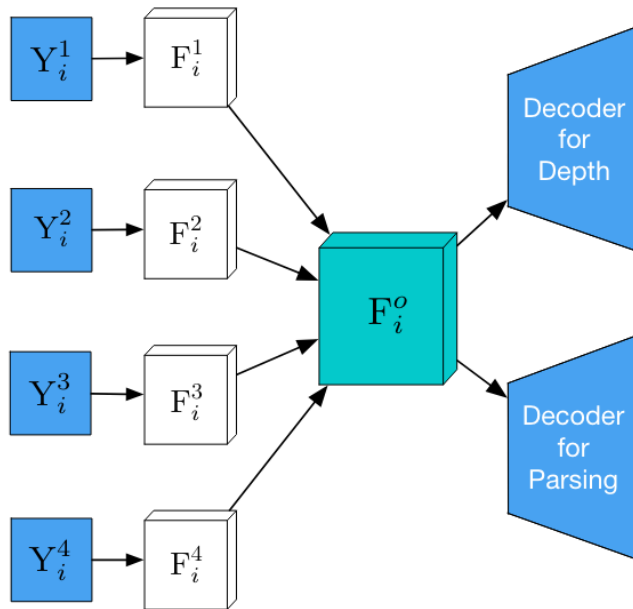 Y_i^1
F_i^1
Decoder
for
Depth
Y_i^2
F_i^2
F_i^o
Y_i^3
F_i^3
Decoder
for
Parsing
Y_i^4
F_i^4